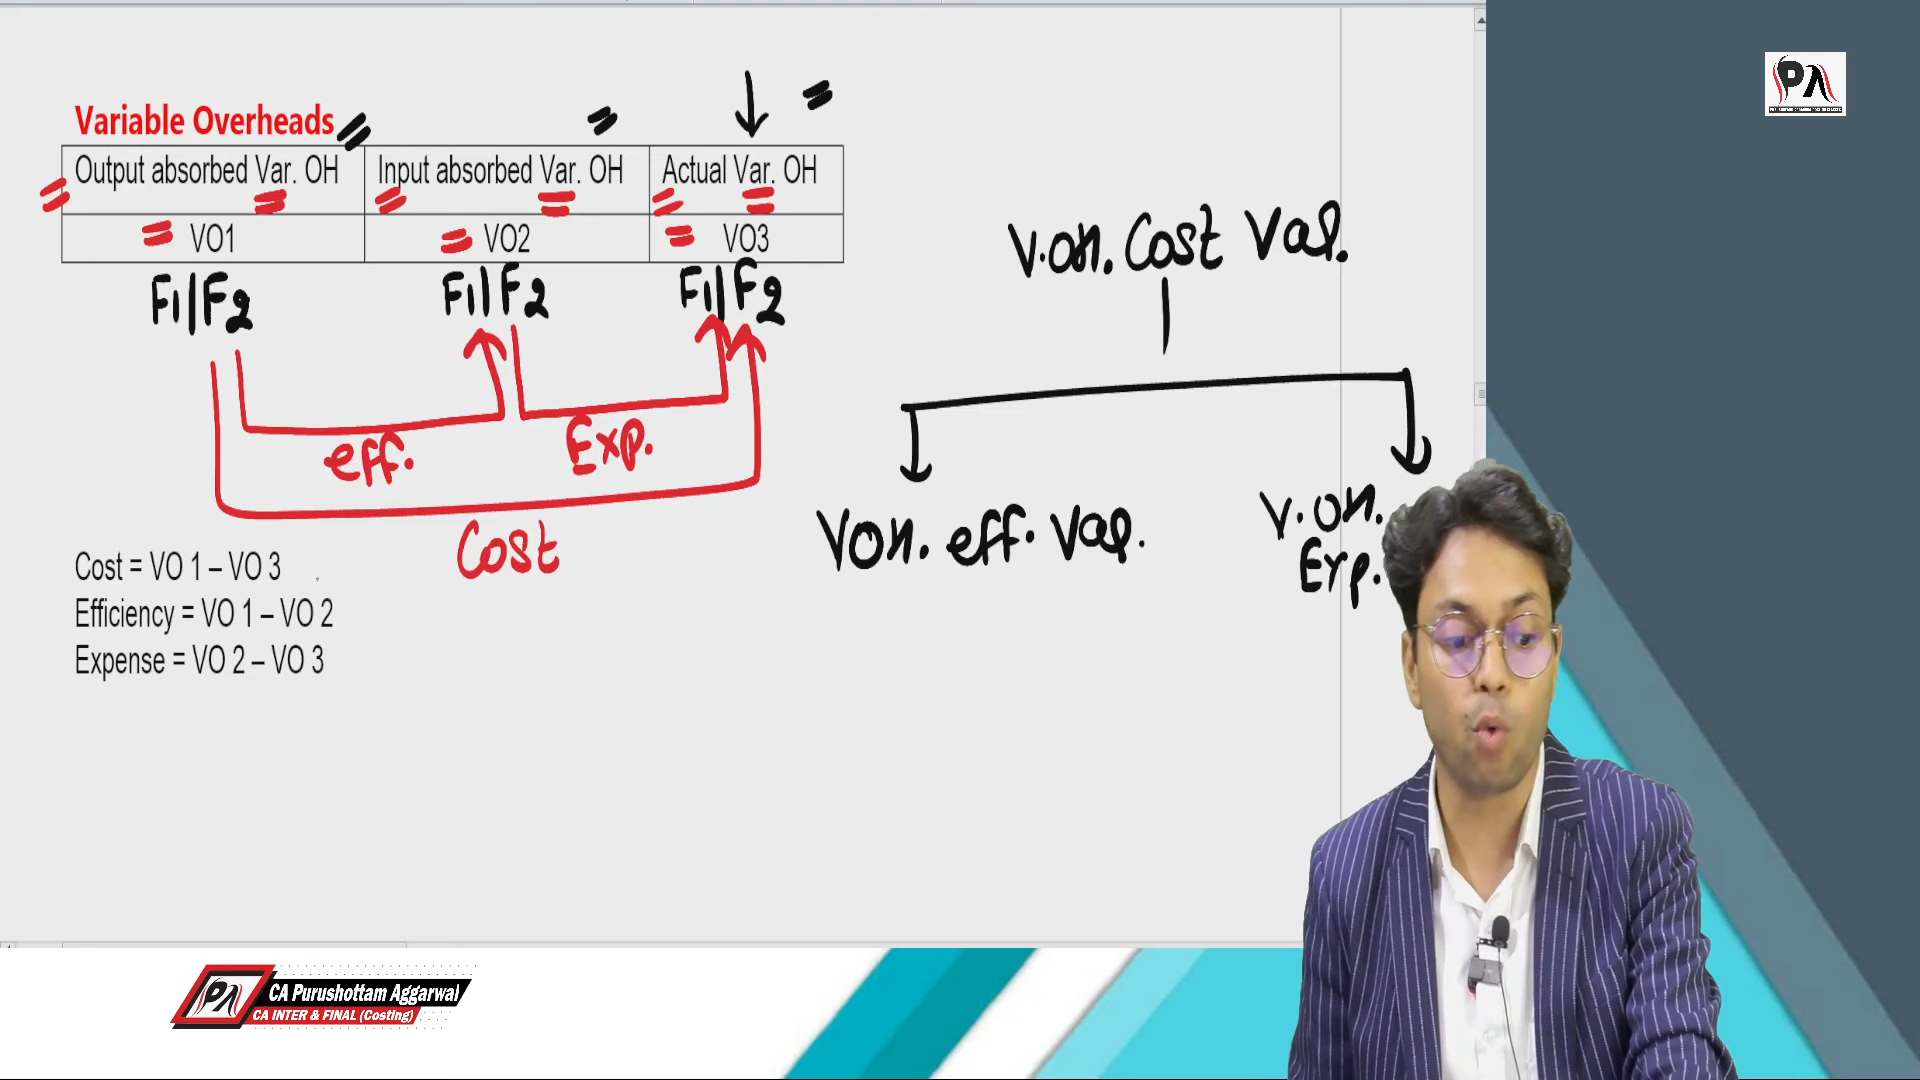 Variable Overheads
Output absorbed Var. OH
Input absorbed Var. OH
Actual Var. OH
VO1
VO2
VO3
F1|F2
F1|F2
F1|F2
eff.
Exp.
Cost
V.OH. Cost Var.
VOH. eff. Var.
V.OH.
Exp.
Cost = VO 1 – VO 3
Efficiency = VO 1 – VO 2
Expense = VO 2 – VO 3
PA
PA
CA Purushottam Aggarwal
CA INTER & FINAL (Costing)